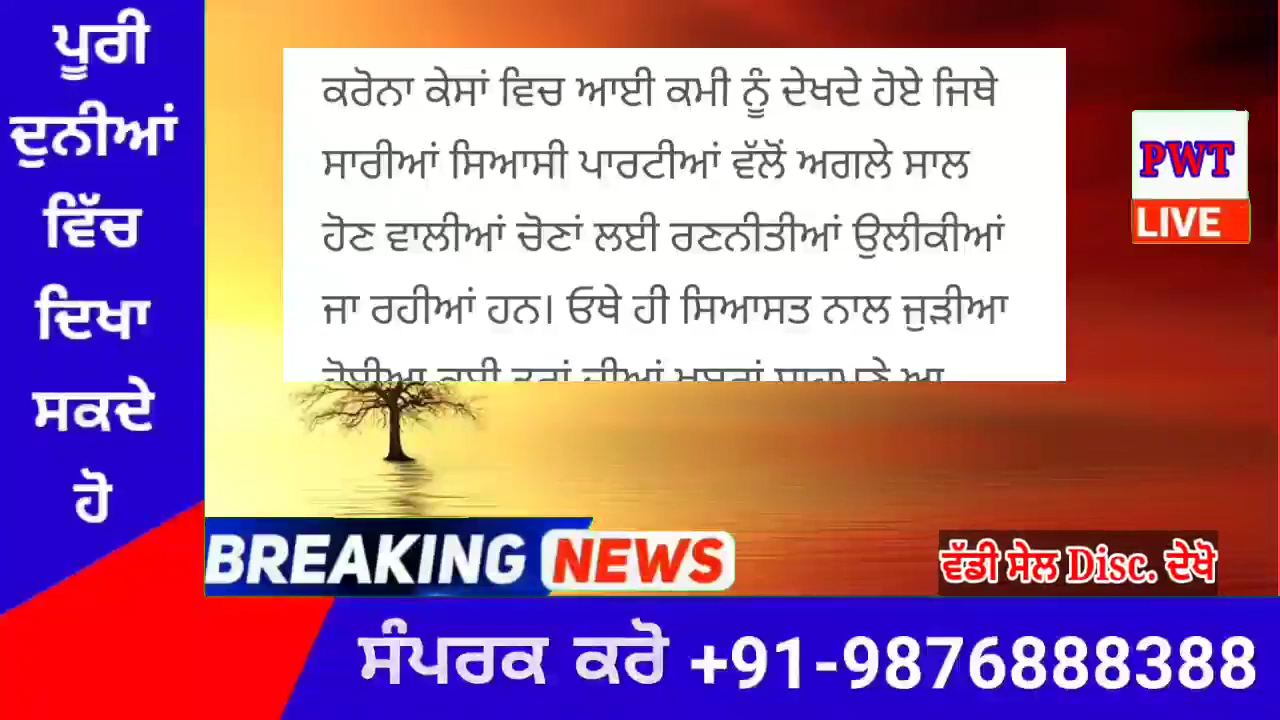 ਪੂਰੀ
ਦੁਨੀਆਂ
ਵਿੱਚ
ਦਿਖਾ
ਸਕਦੇ
ਹੋ
ਕਰੋਨਾ ਕੇਸਾਂ ਵਿਚ ਆਈ ਕਮੀ ਨੂੰ ਦੇਖਦੇ ਹੋਏ ਜਿਥੇ
ਸਾਰੀਆਂ ਸਿਆਸੀ ਪਾਰਟੀਆਂ ਵੱਲੋਂ ਅਗਲੇ ਸਾਲ
ਹੋਣ ਵਾਲੀਆਂ ਚੋਣਾਂ ਲਈ ਰਣਨੀਤੀਆਂ ਉਲੀਕੀਆਂ
ਜਾ ਰਹੀਆਂ ਹਨ। ਓਥੇ ਹੀ ਸਿਆਸਤ ਨਾਲ ਜੁੜੀਆ
PWT
LIVE
BREAKING NEWS
ਵੱਡੀ ਸੇਲ Disc. ਦੇਖੋ
ਸੰਪਰਕ ਕਰੋ +91-9876888388